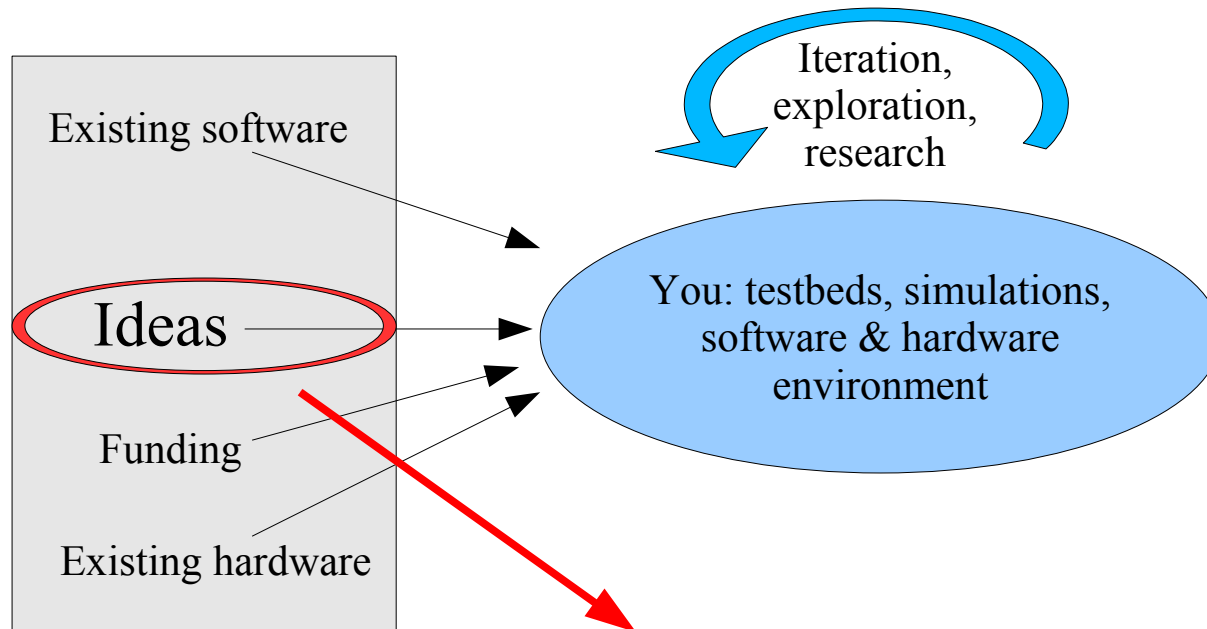 Existing software
Ideas
Funding
Existing hardware
Iteration,
exploration,
research
You: testbeds, simulations,
software & hardware
environment